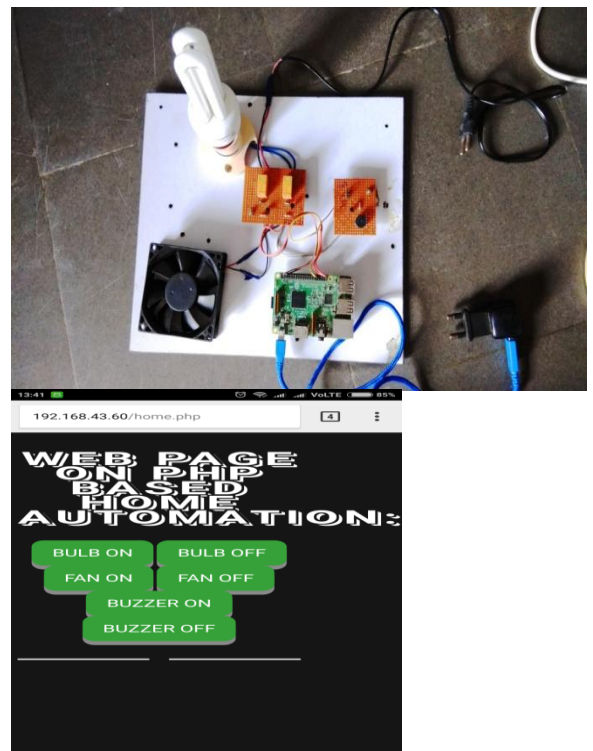 13:41 VoLTE 85%
192.168.43.60/home.php 4
WEB PAGE
ON PHP
BASED
HOME
AUTOMATION:
BULB ON BULB OFF
FAN ON FAN OFF
BUZZER ON
BUZZER OFF